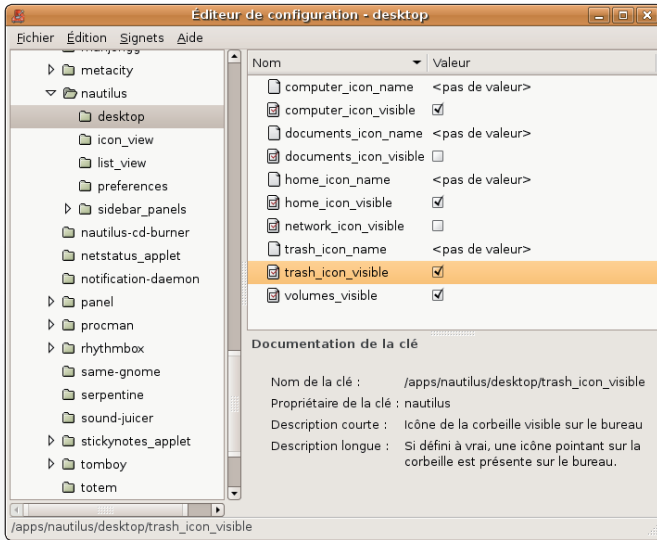 Éditeur de configuration - desktop
Fichier Édition Signets Aide
metacity
nautilus
desktop
icon_view
list_view
preferences
sidebar_panels
nautilus-cd-burner
netstatus_applet
notification-daemon
panel
procman
rhythmbox
same-gnome
serpentine
sound-juicer
stickynotes_applet
tomboy
totem
Nom Valeur
computer_icon_name <pas de valeur>
computer_icon_visible
documents_icon_name <pas de valeur>
documents_icon_visible
home_icon_name <pas de valeur>
home_icon_visible
network_icon_visible
trash_icon_name <pas de valeur>
trash_icon_visible
volumes_visible
Documentation de la clé
Nom de la clé : /apps/nautilus/desktop/trash_icon_visible
Propriétaire de la clé : nautilus
Description courte : Icône de la corbeille visible sur le bureau
Description longue : Si défini à vrai, une icône pointant sur la
corbeille est présente sur le bureau.
/apps/nautilus/desktop/trash_icon_visible